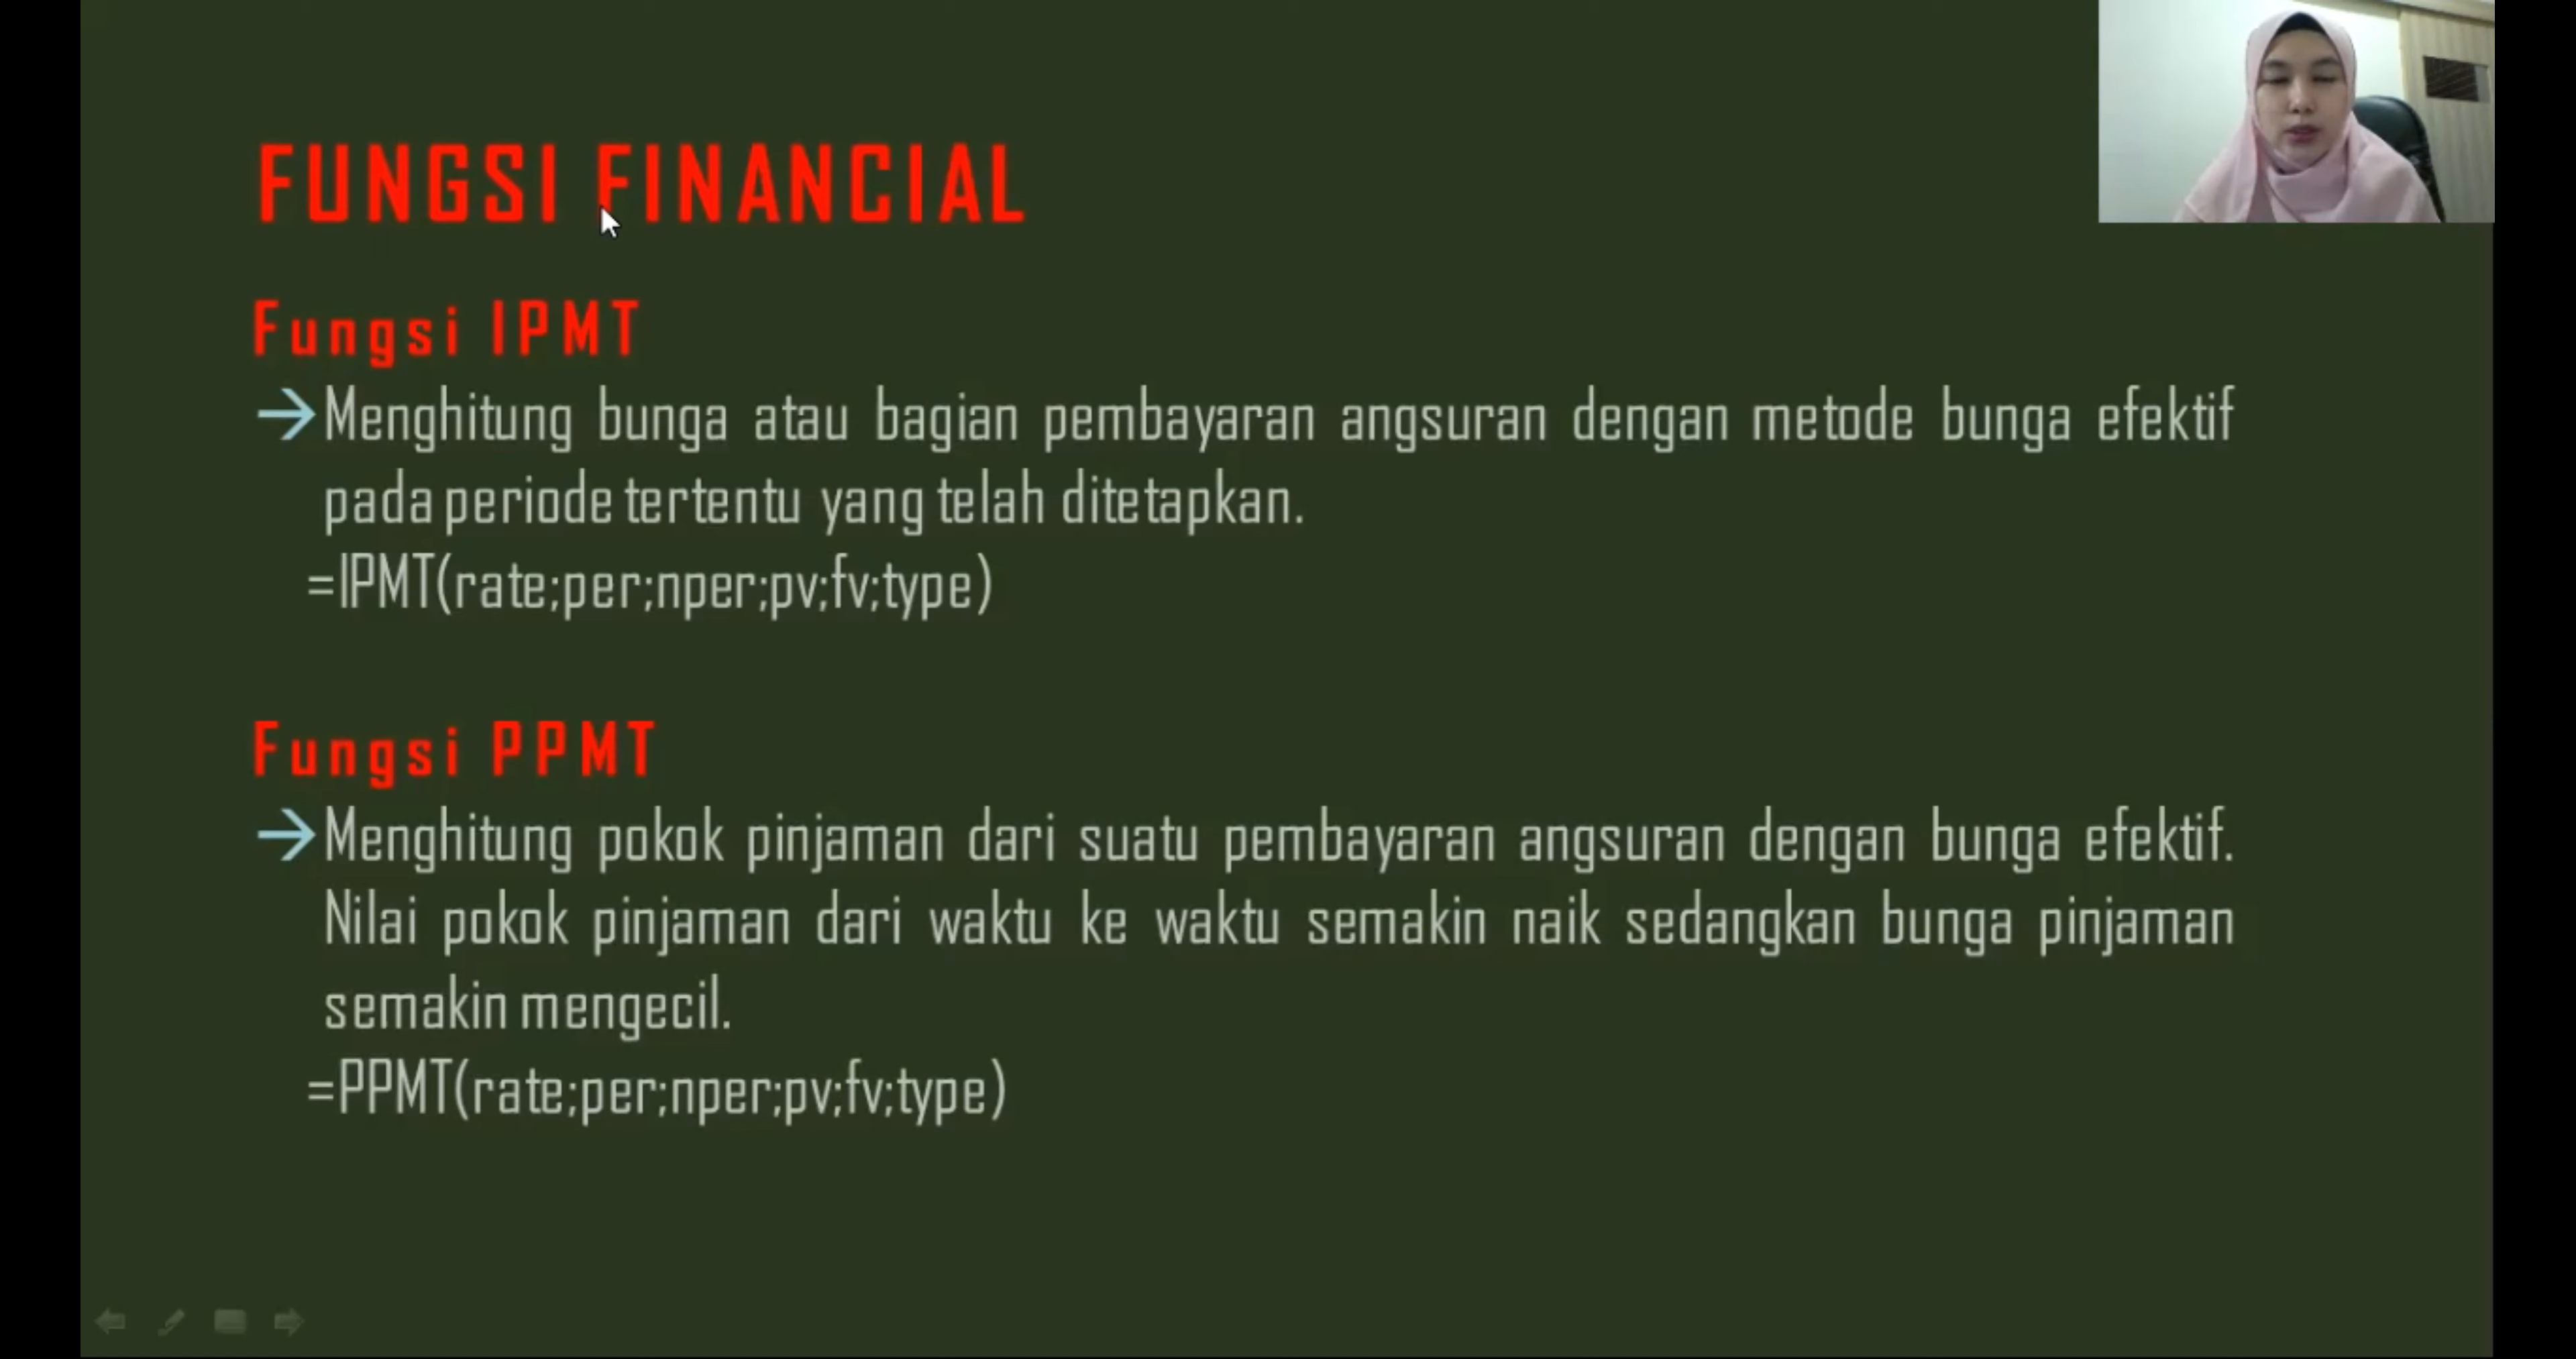 FUNGSI FINANCIAL
Fungsi IPMT
→Menghitung bunga atau bagian pembayaran angsuran dengan metode bunga efektif
pada periode tertentu yang telah ditetapkan.
=IPMT(rate;per;nper;pv;fv;type)
Fungsi PPMT
→Menghitung pokok pinjaman dari suatu pembayaran angsuran dengan bunga efektif.
Nilai pokok pinjaman dari waktu ke waktu semakin naik sedangkan bunga pinjaman
semakin mengecil.
=PPMT(rate;per;nper;pv;fv;type)